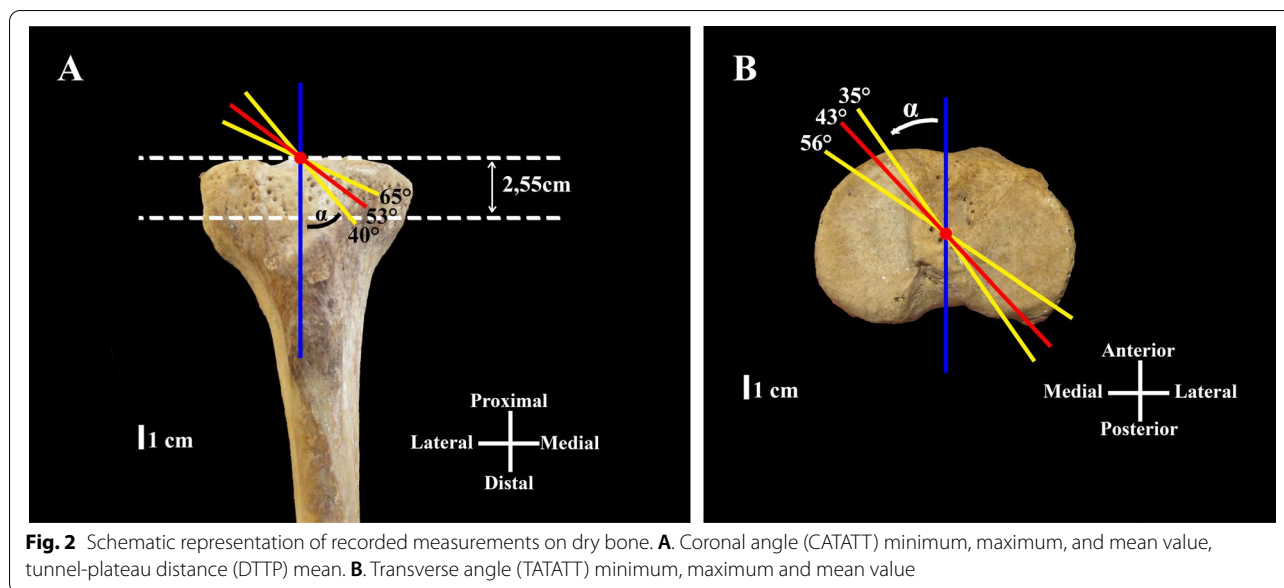 A
65°
53°
α
40°
2,55cm
1 cm
Proximal
Lateral Medial
Distal
B
35°
43°
56°
α
1 cm
Anterior
Medial Lateral
Posterior
Fig. 2 Schematic representation of recorded measurements on dry bone. A. Coronal angle (CATATT) minimum, maximum, and mean value,
tunnel-plateau distance (DTTP) mean. B. Transverse angle (TATATT) minimum, maximum and mean value